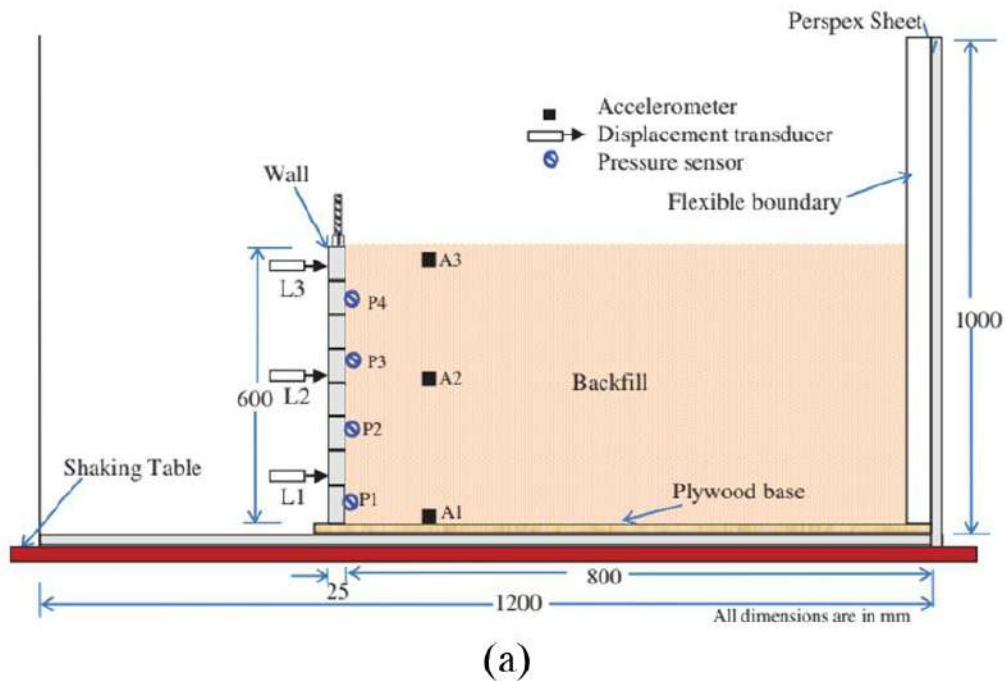 Perspex Sheet
Accelerometer
Displacement transducer
Pressure sensor
Wall
Flexible boundary
A3
L3
P4
1000
P3
A2
Backfill
600
L2
P2
Shaking Table
L1
P1
A1
Plywood base
25
800
1200
All dimensions are in mm
(a)